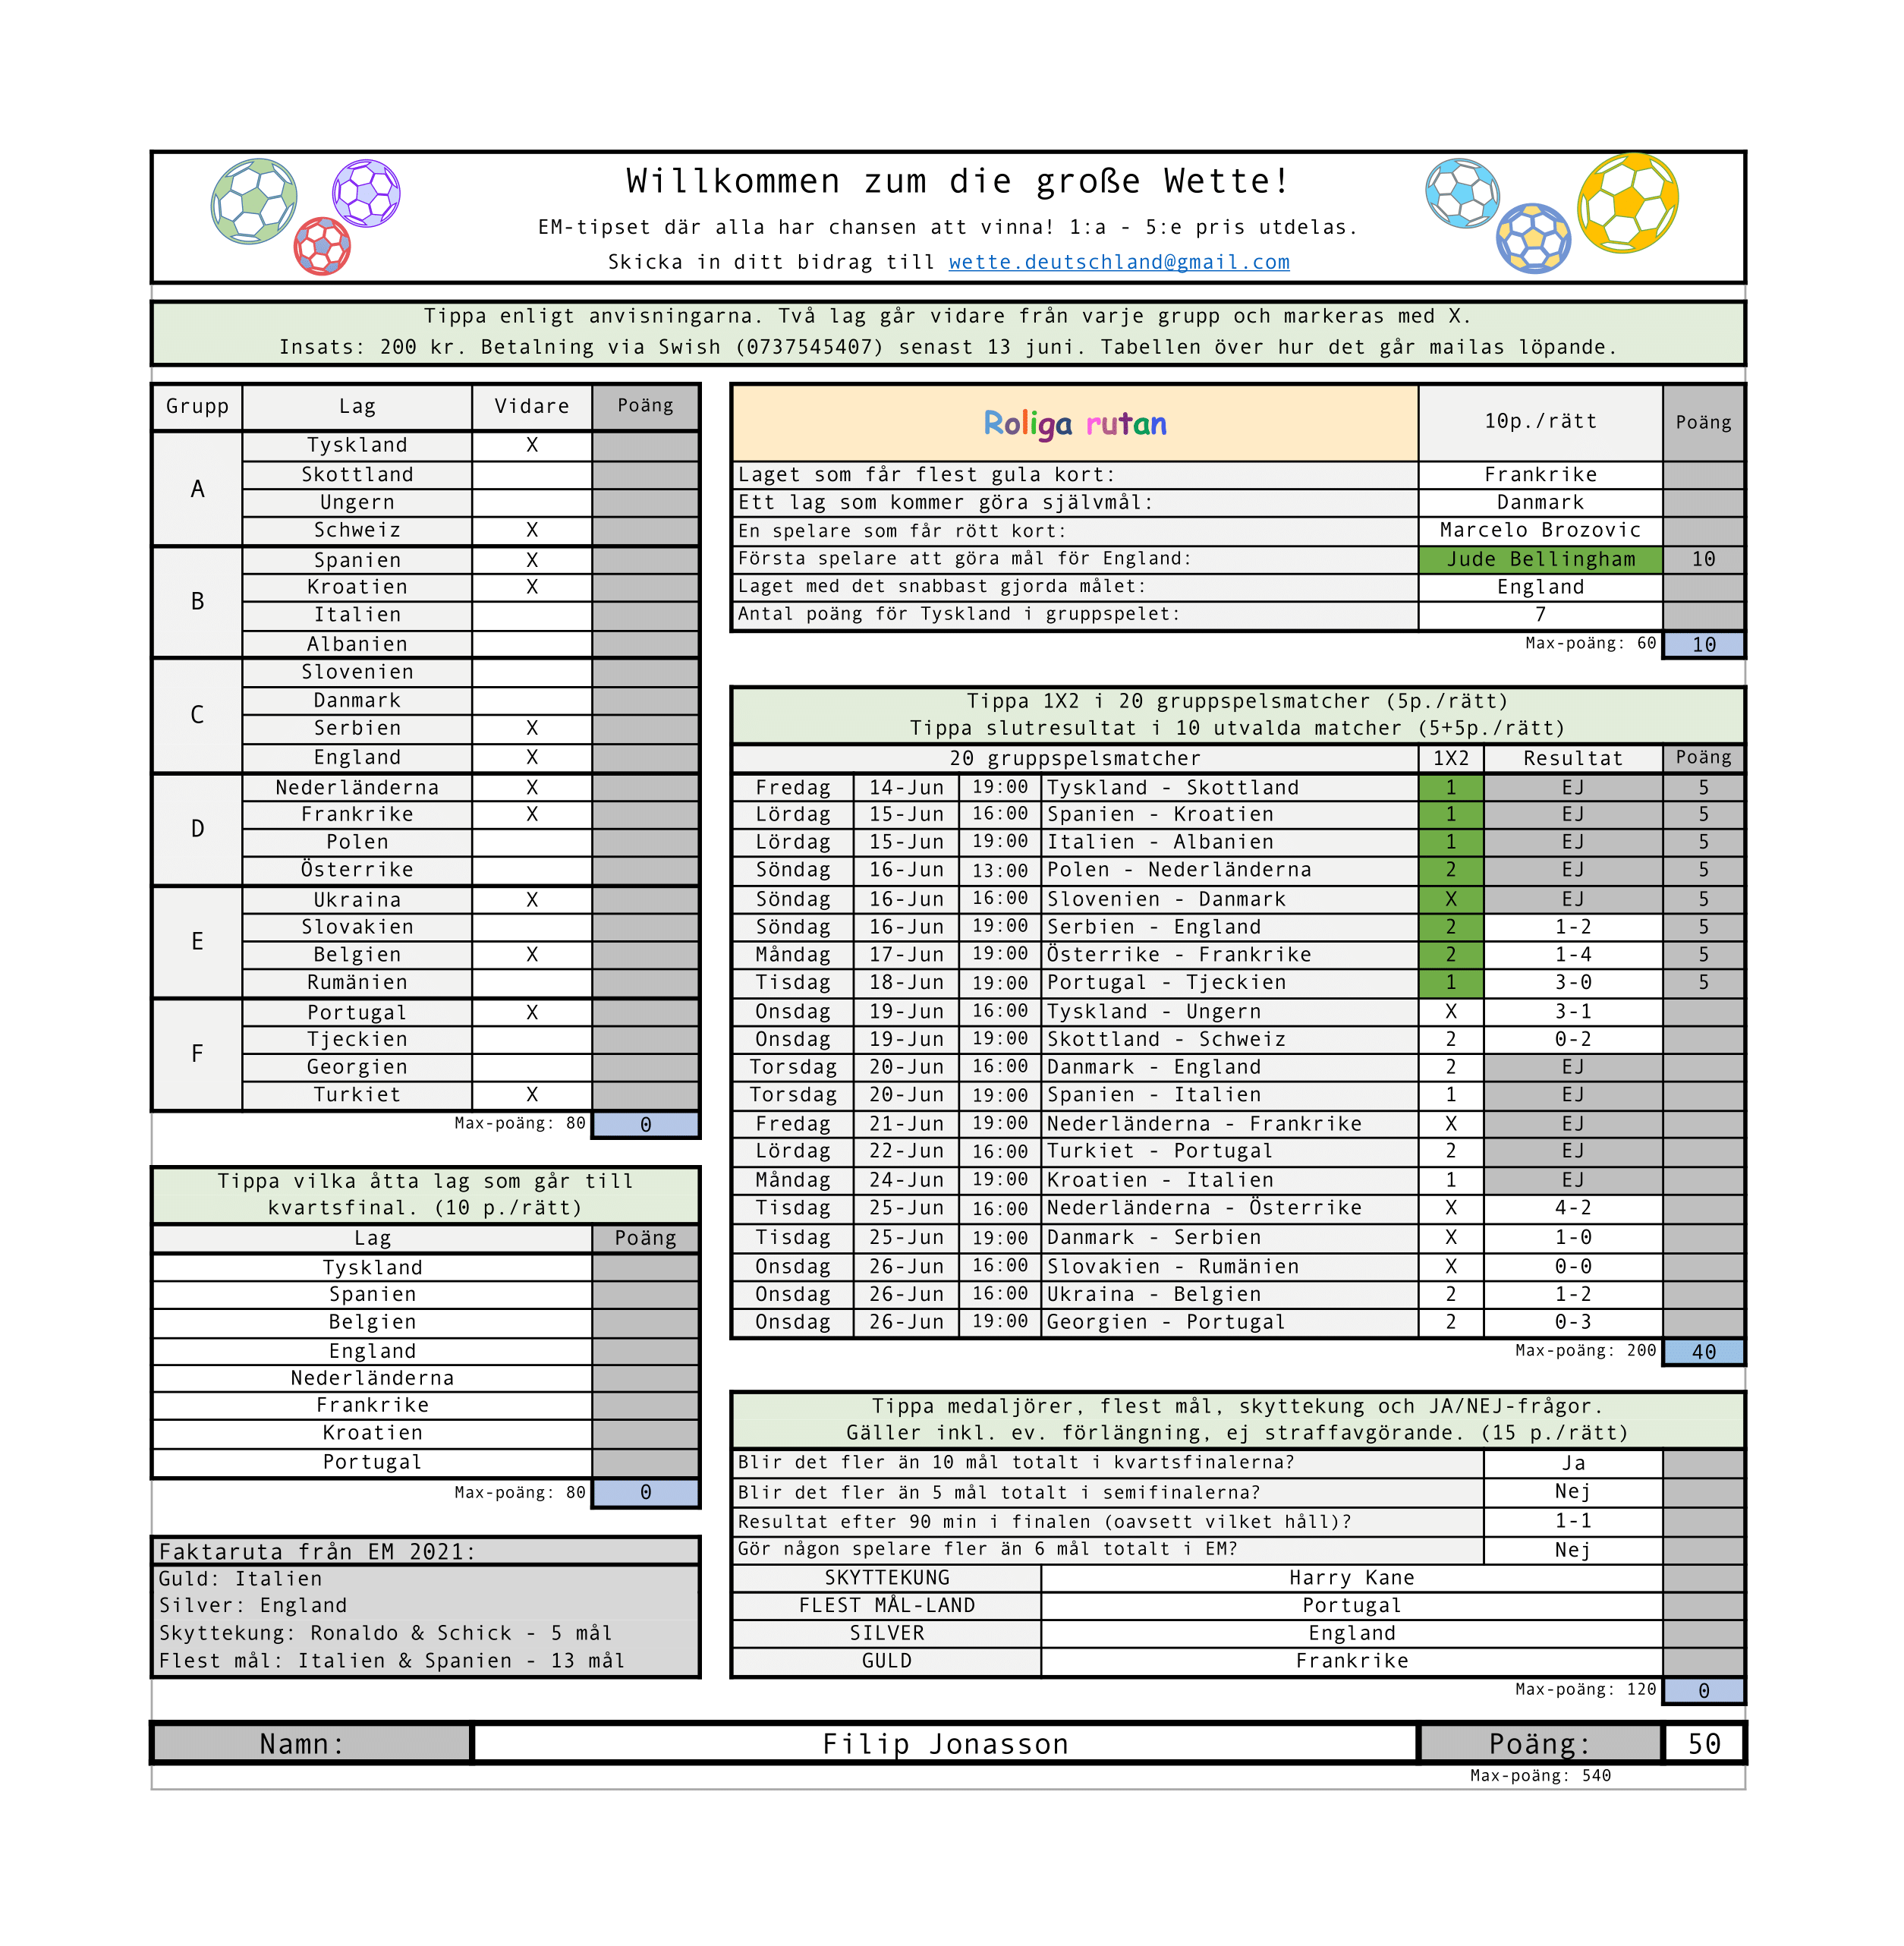 Willkommen zum die große Wette!
EM-tipset där alla har chansen att vinna! 1:a - 5:e pris utdelas.
Skicka in ditt bidrag till wette.deutschland@gmail.com
Tippa enligt anvisningarna. Två lag går vidare från varje grupp och markeras med X.
Insats: 200 kr. Betalning via Swish (0737545407) senast 13 juni. Tabellen över hur det går mailas löpande.
Grupp Lag Vidare Poäng
A
Tyskland X
Skottland
Ungern
Schweiz X
B
Spanien X
Kroatien X
Italien
Albanien
C
Slovenien
Danmark
Serbien X
England X
D
Nederländerna X
Frankrike X
Polen
Österrike
E
Ukraina X
Slovakien
Belgien X
Rumänien
F
Portugal X
Tjeckien
Georgien
Turkiet X
Max-poäng: 80 0
Tippa vilka åtta lag som går till
kvartsfinal. (10 p./rätt)
Lag Poäng
Tyskland
Spanien
Belgien
England
Nederländerna
Frankrike
Kroatien
Portugal
Max-poäng: 80 0
Faktaruta från EM 2021:
Guld: Italien
Silver: England
Skyttekung: Ronaldo & Schick - 5 mål
Flest mål: Italien & Spanien - 13 mål
Roliga rutan 10p./rätt Poäng
Laget som får flest gula kort: Frankrike
Ett lag som kommer göra självmål: Danmark
En spelare som får rött kort: Marcelo Brozovic
Första spelare att göra mål för England: Jude Bellingham 10
Laget med det snabbast gjorda målet: England
Antal poäng för Tyskland i gruppspelet: 7
Max-poäng: 60 10
Tippa 1X2 i 20 gruppspelsmatcher (5p./rätt)
Tippa slutresultat i 10 utvalda matcher (5+5p./rätt)
20 gruppspelsmatcher 1X2 Resultat Poäng
Fredag 14-Jun 19:00 Tyskland - Skottland 1 EJ 5
Lördag 15-Jun 16:00 Spanien - Kroatien 1 EJ 5
Lördag 15-Jun 19:00 Italien - Albanien 1 EJ 5
Söndag 16-Jun 13:00 Polen - Nederländerna 2 EJ 5
Söndag 16-Jun 16:00 Slovenien - Danmark X EJ 5
Söndag 16-Jun 19:00 Serbien - England 2 1-2 5
Måndag 17-Jun 19:00 Österrike - Frankrike 2 1-4 5
Tisdag 18-Jun 19:00 Portugal - Tjeckien 1 3-0 5
Onsdag 19-Jun 16:00 Tyskland - Ungern X 3-1
Onsdag 19-Jun 19:00 Skottland - Schweiz 2 0-2
Torsdag 20-Jun 16:00 Danmark - England 2 EJ
Torsdag 20-Jun 19:00 Spanien - Italien 1 EJ
Fredag 21-Jun 19:00 Nederländerna - Frankrike X EJ
Lördag 22-Jun 16:00 Turkiet - Portugal 2 EJ
Måndag 24-Jun 19:00 Kroatien - Italien 1 EJ
Tisdag 25-Jun 16:00 Nederländerna - Österrike X 4-2
Tisdag 25-Jun 19:00 Danmark - Serbien X 1-0
Onsdag 26-Jun 16:00 Slovakien - Rumänien X 0-0
Onsdag 26-Jun 16:00 Ukraina - Belgien 2 1-2
Onsdag 26-Jun 19:00 Georgien - Portugal 2 0-3
Max-poäng: 200 40
Tippa medaljörer, flest mål, skyttekung och JA/NEJ-frågor.
Gäller inkl. ev. förlängning, ej straffavgörande. (15 p./rätt)
Blir det fler än 10 mål totalt i kvartsfinalerna? Ja
Blir det fler än 5 mål totalt i semifinalerna? Nej
Resultat efter 90 min i finalen (oavsett vilket håll)? 1-1
Gör någon spelare fler än 6 mål totalt i EM? Nej
SKYTTEKUNG Harry Kane
FLEST MÅL-LAND Portugal
SILVER England
GULD Frankrike
Max-poäng: 120 0
Namn: Filip Jonasson Poäng: 50
Max-poäng: 540